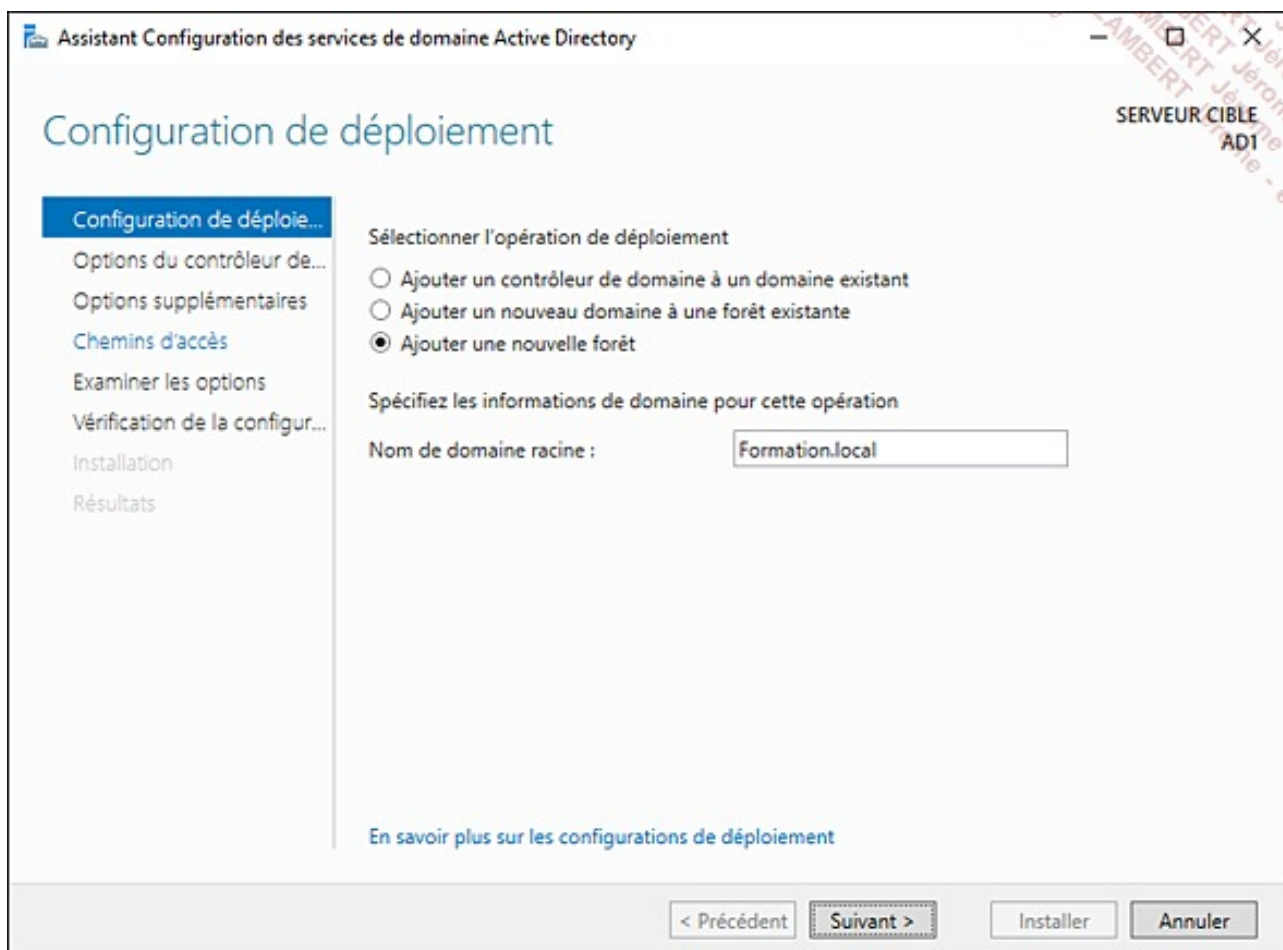 Assistant Configuration des services de domaine Active Directory
Configuration de déploiement
SERVEUR CIBLE
AD1
Configuration de déploie...
Options du contrôleur de...
Options supplémentaires
Chemins d'accès
Examiner les options
Vérification de la configur...
Installation
Résultats
Sélectionner l'opération de déploiement
Ajouter un contrôleur de domaine à un domaine existant
Ajouter un nouveau domaine à une forêt existante
Ajouter une nouvelle forêt
Spécifiez les informations de domaine pour cette opération
Nom de domaine racine :
Formation.local
En savoir plus sur les configurations de déploiement
< Précédent
Suivant >
Installer
Annuler